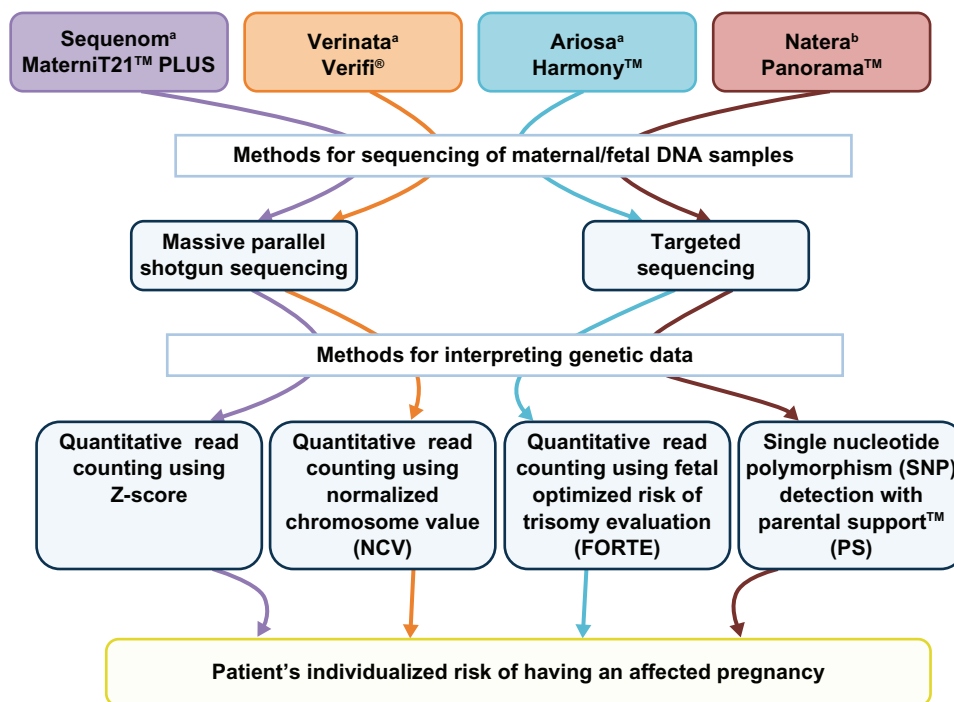 Sequenomᵃ
MaterniT21™ PLUS
Verinataᵃ
Verifi®
Ariosaᵃ
Harmony™
Nateraᵇ
Panorama™
Methods for sequencing of maternal/fetal DNA samples
Massive parallel
shotgun sequencing
Targeted
sequencing
Methods for interpreting genetic data
Quantitative read
counting using
Z-score
Quantitative read
counting using
normalized
chromosome value
(NCV)
Quantitative read
counting using fetal
optimized risk of
trisomy evaluation
(FORTE)
Single nucleotide
polymorphism (SNP)
detection with
parental support™
(PS)
Patient's individualized risk of having an affected pregnancy